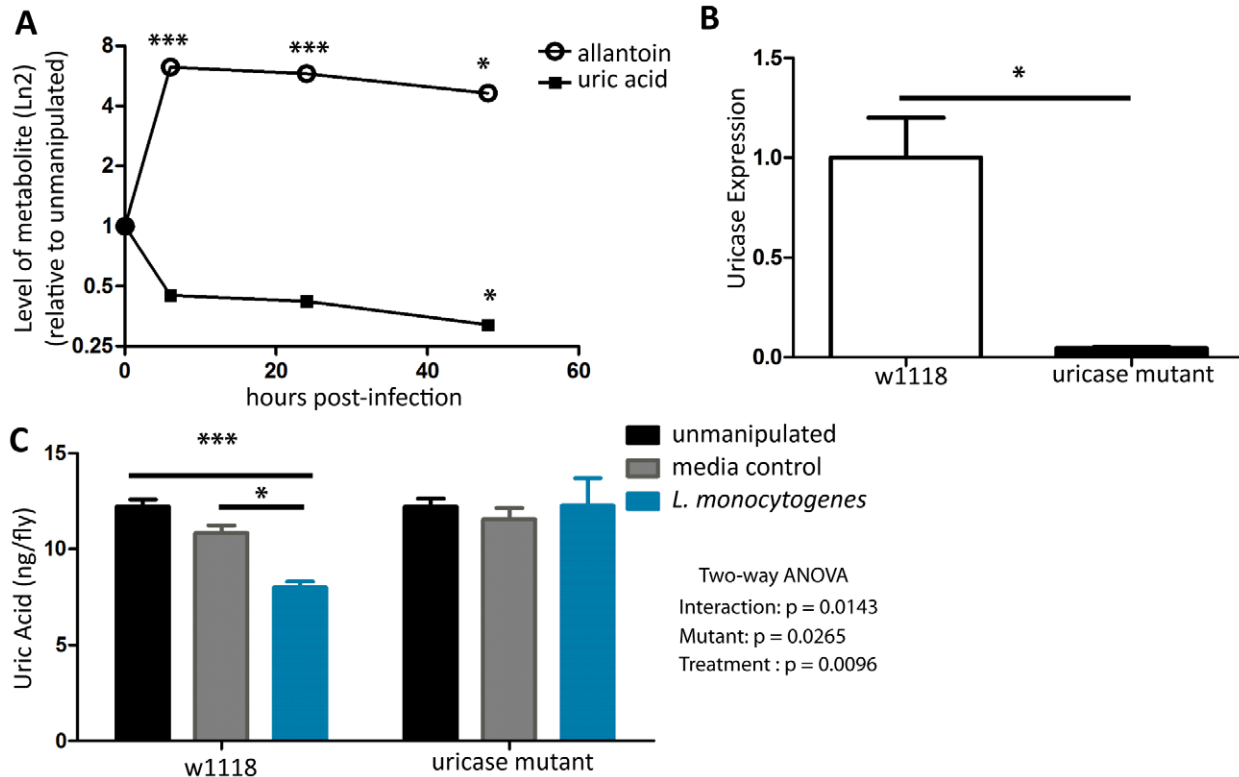 A
Level of metabolite (Ln2)
(relative to unmanipulated)
8
4
2
1
0.5
0.25
***
***
*
*
allantoin
uric acid
0
20
40
60
hours post-infection
B
Uricase Expression
1.5
1.0
0.5
0.0
*
w1118
uricase mutant
C
Uric Acid (ng/fly)
15
10
5
0
***
*
w1118
uricase mutant
unmanipulated
media control
L. monocytogenes
Two-way ANOVA
Interaction: p = 0.0143
Mutant: p = 0.0265
Treatment : p = 0.0096